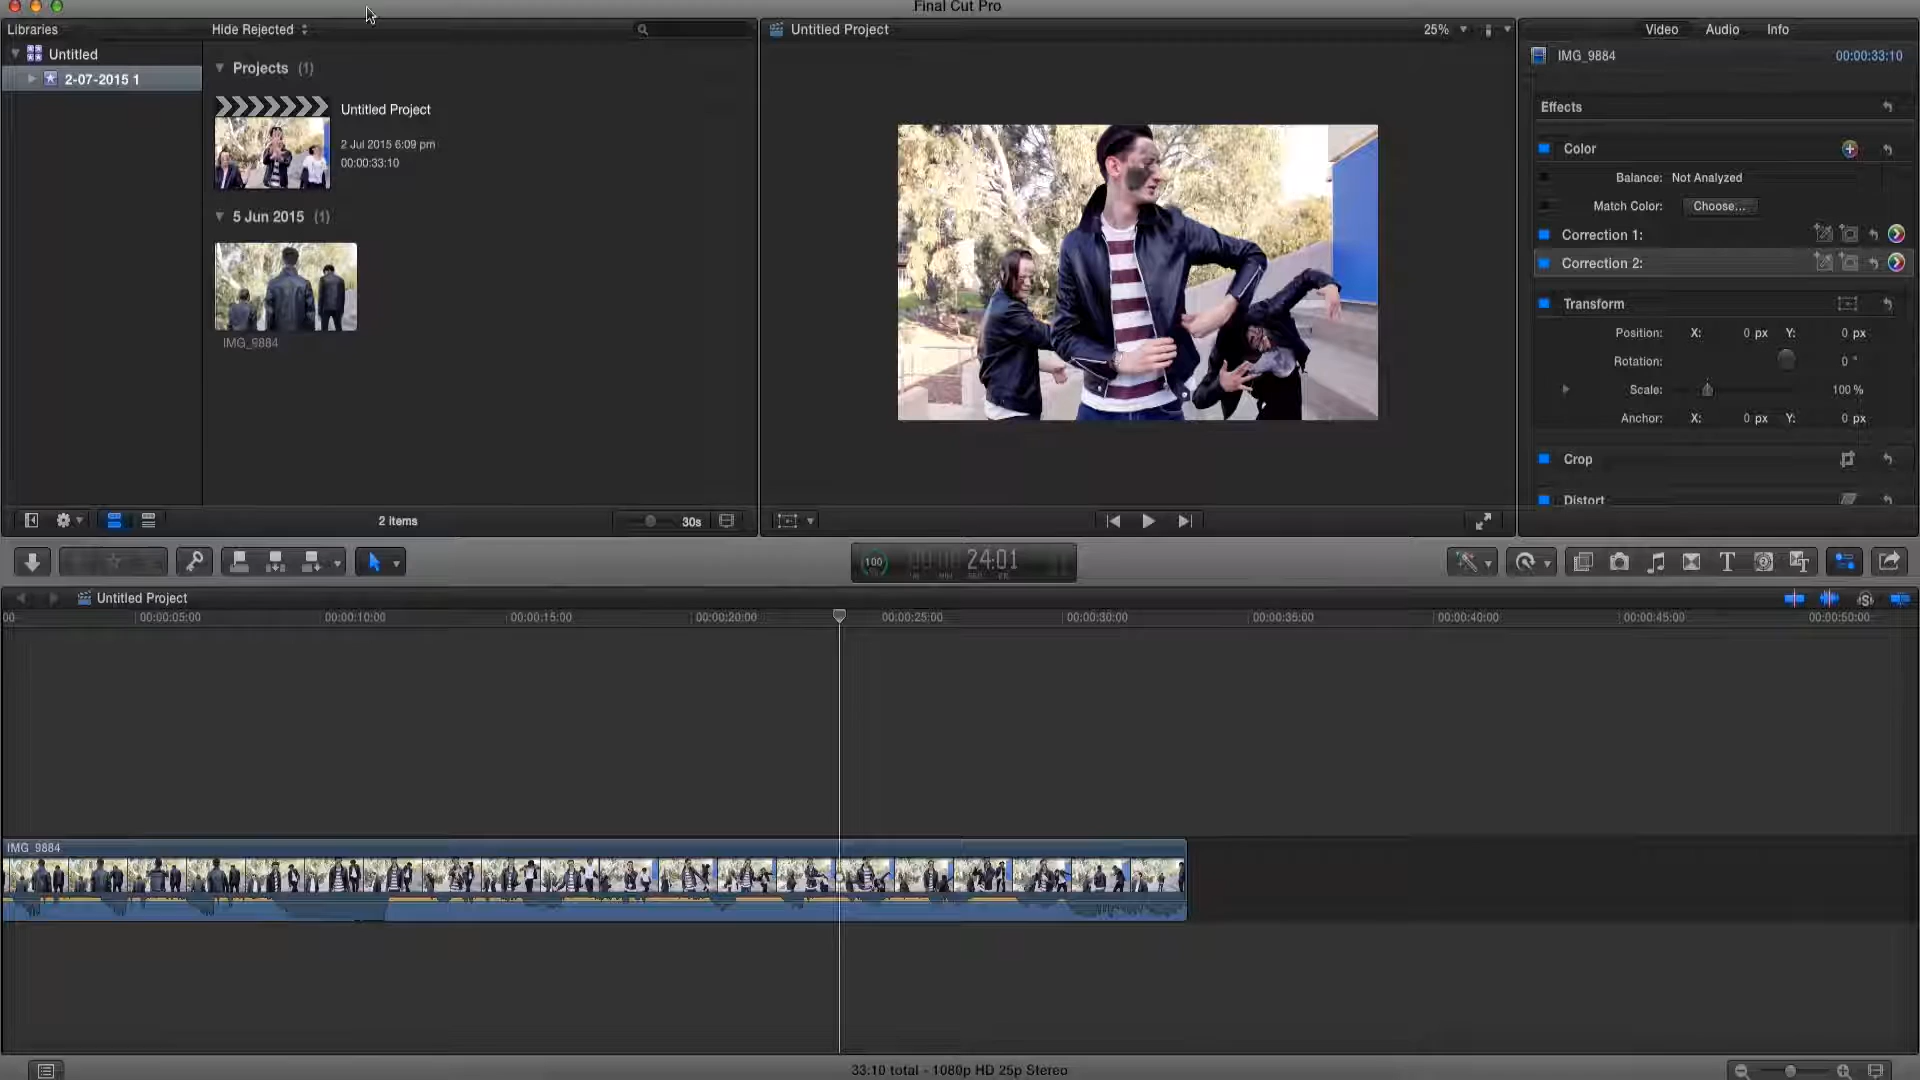 Final Cut Pro
Libraries
Hide Rejected
Untitled Project
25%
Video
Audio
Info
Untitled
2-07-2015 1
Projects (1)
Untitled Project
2 Jul 2015 6:09 pm
00:00:33:10
5 Jun 2015 (1)
IMG_9884
IMG_9884
00:00:33:10
Effects
Color
Balance: Not Analyzed
Match Color: Choose...
Correction 1:
Correction 2:
Transform
Position: X: 0 px Y: 0 px
Rotation: 0 °
Scale: 100 %
Anchor: X: 0 px Y: 0 px
Crop
Distort
2 items
30s
100
24:01
Untitled Project
00 00:00:05:00 00:00:10:00 00:00:15:00 00:00:20:00 00:00:25:00 00:00:30:00 00:00:35:00 00:00:40:00 00:00:45:00 00:00:50:00
IMG_9884
33:10 total - 1080p HD 25p Stereo